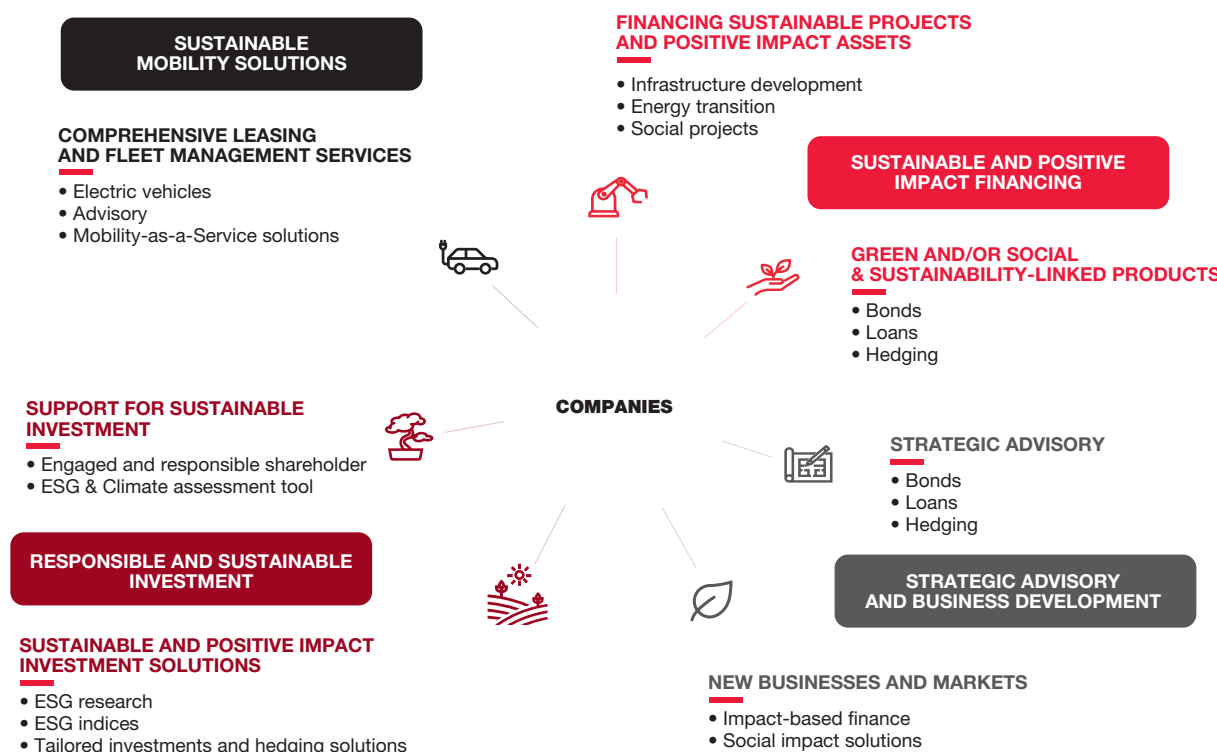 SUSTAINABLE
MOBILITY SOLUTIONS
COMPREHENSIVE LEASING
AND FLEET MANAGEMENT SERVICES
• Electric vehicles
• Advisory
• Mobility-as-a-Service solutions
FINANCING SUSTAINABLE PROJECTS
AND POSITIVE IMPACT ASSETS
• Infrastructure development
• Energy transition
• Social projects
SUSTAINABLE AND POSITIVE
IMPACT FINANCING
GREEN AND/OR SOCIAL
& SUSTAINABILITY-LINKED PRODUCTS
• Bonds
• Loans
• Hedging
COMPANIES
SUPPORT FOR SUSTAINABLE
INVESTMENT
• Engaged and responsible shareholder
• ESG & Climate assessment tool
STRATEGIC ADVISORY
• Bonds
• Loans
• Hedging
RESPONSIBLE AND SUSTAINABLE
INVESTMENT
STRATEGIC ADVISORY
AND BUSINESS DEVELOPMENT
SUSTAINABLE AND POSITIVE IMPACT
INVESTMENT SOLUTIONS
• ESG research
• ESG indices
• Tailored investments and hedging solutions
NEW BUSINESSES AND MARKETS
• Impact-based finance
• Social impact solutions